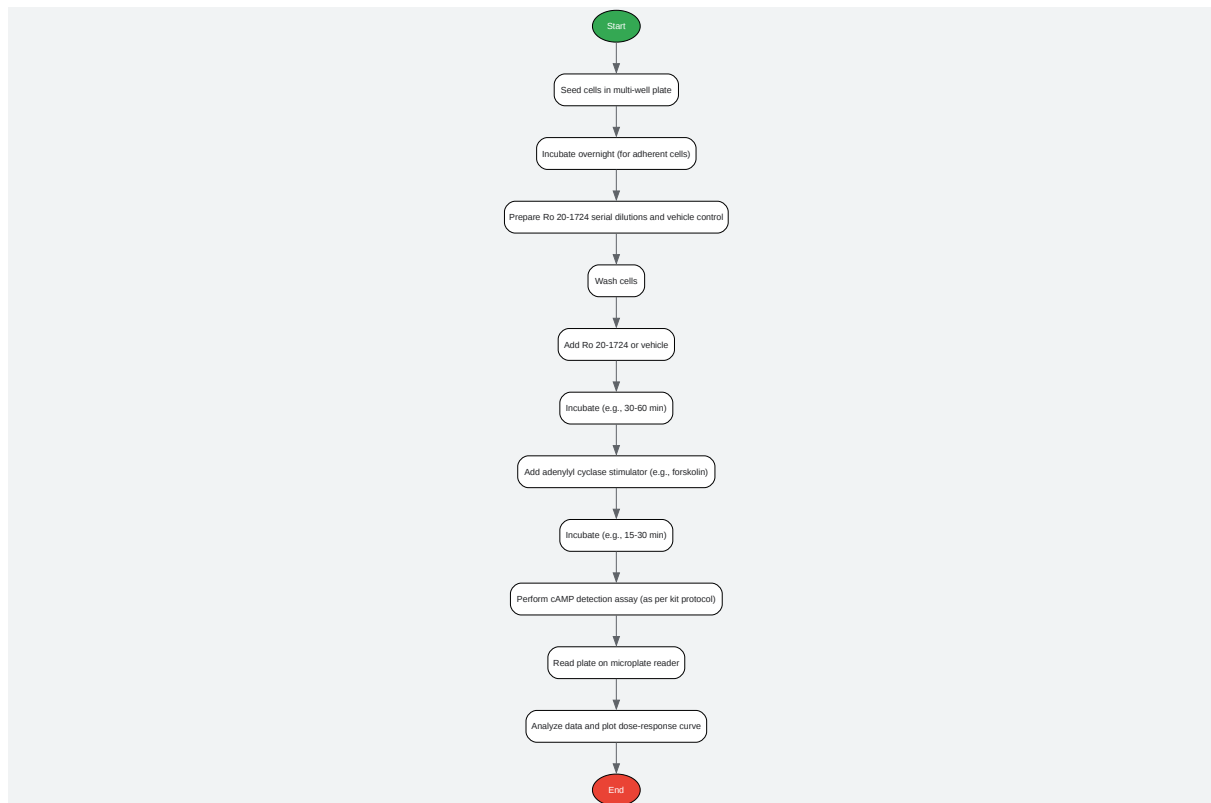 Start
Seed cells in multi-well plate
Incubate overnight (for adherent cells)
Prepare Ro 20-1724 serial dilutions and vehicle control
Wash cells
Add Ro 20-1724 or vehicle
Incubate (e.g., 30-60 min)
Add adenylyl cyclase stimulator (e.g., forskolin)
Incubate (e.g., 15-30 min)
Perform cAMP detection assay (as per kit protocol)
Read plate on microplate reader
Analyze data and plot dose-response curve
End